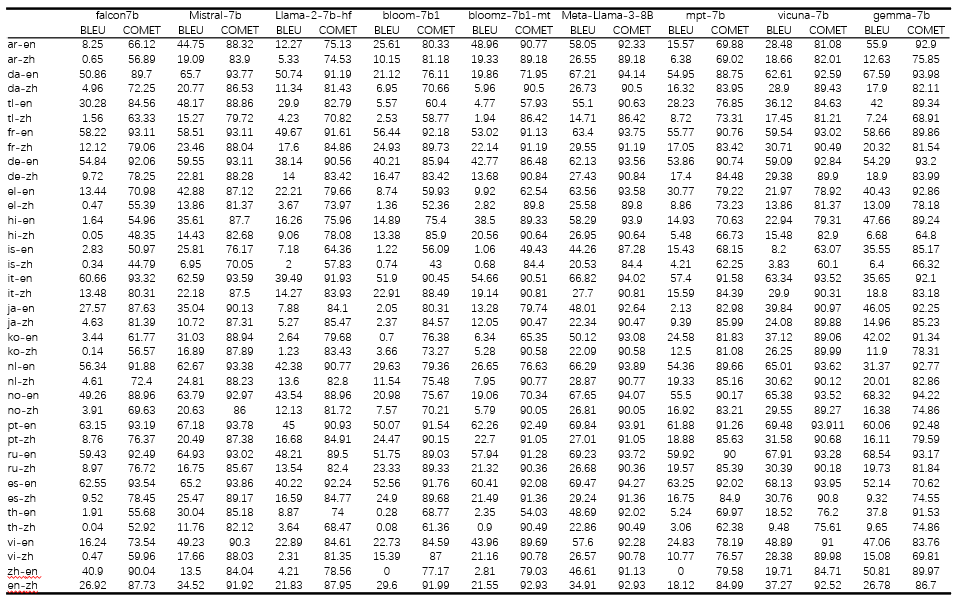 falcon7b Mistral-7b Llama-2-7b-hf bloom-7b1 bloomz-7b1-mt Meta-Llama-3-8B mpt-7b vicuna-7b gemma-7b
BLEU COMET BLEU COMET BLEU COMET BLEU COMET BLEU COMET BLEU COMET BLEU COMET BLEU COMET BLEU COMET
ar-en 8.25 66.12 44.75 88.32 12.27 75.13 25.61 80.33 48.96 90.77 58.05 92.33 15.57 69.88 28.48 81.08 55.9 92.9
ar-zh 0.65 56.89 19.09 83.9 5.33 74.53 10.15 81.18 19.33 89.18 26.55 89.18 6.38 69.02 18.66 82.01 12.63 75.85
da-en 50.86 89.7 65.7 93.77 50.74 91.19 21.12 76.11 19.86 71.95 67.21 94.14 54.95 88.75 62.61 92.59 67.59 93.98
da-zh 4.96 72.25 20.77 86.53 11.34 81.43 6.95 70.66 5.96 90.5 26.73 90.5 16.32 83.95 28.9 89.43 17.9 82.11
tl-en 30.28 84.56 48.17 88.86 29.9 82.79 5.57 60.4 4.77 57.93 55.1 90.63 28.23 76.85 36.12 84.63 42 89.34
tl-zh 1.56 63.33 15.27 79.72 4.23 70.82 2.53 58.77 1.94 86.42 14.71 86.42 8.72 73.31 17.45 81.21 7.24 68.91
fr-en 58.22 93.11 58.51 93.11 49.67 91.61 56.44 92.18 53.02 91.13 63.4 93.75 55.77 90.76 59.54 93.02 58.66 89.86
fr-zh 12.12 79.06 23.46 88.04 17.6 84.86 24.93 89.73 22.14 91.19 29.55 91.19 17.05 83.42 30.71 90.49 20.32 81.54
de-en 54.84 92.06 59.55 93.11 38.14 90.56 40.21 85.94 42.77 86.48 62.13 93.56 53.86 90.74 59.09 92.84 54.29 93.2
de-zh 9.72 78.25 22.81 88.28 14 83.42 16.47 83.42 13.68 90.84 27.43 90.84 17.4 84.48 29.38 89.9 18.9 83.99
el-en 13.44 70.98 42.88 87.12 22.21 79.66 8.74 59.93 9.92 62.54 63.56 93.58 30.77 79.22 21.97 78.92 40.43 92.86
el-zh 0.47 55.39 13.86 81.37 3.67 73.97 1.36 52.36 2.82 89.8 25.58 89.8 8.86 73.23 13.86 81.37 13.09 78.18
hi-en 1.64 54.96 35.61 87.7 16.26 75.96 14.89 75.4 38.5 89.33 58.29 93.9 14.93 70.63 22.94 79.31 47.66 89.24
hi-zh 0.05 48.35 14.43 82.68 9.06 78.08 13.38 85.9 20.56 90.64 26.95 90.64 5.48 66.73 15.48 82.9 6.68 64.8
is-en 2.83 50.97 25.81 76.17 7.18 64.36 1.22 56.09 1.06 49.43 44.26 87.28 15.43 68.15 8.2 63.07 35.55 85.17
is-zh 0.34 44.79 6.95 70.05 2 57.83 0.74 43 0.68 84.4 20.53 84.4 4.21 62.25 3.83 60.1 6.4 66.32
it-en 60.66 93.32 62.59 93.59 39.49 91.93 51.9 90.45 54.66 90.51 66.82 94.02 57.4 91.58 63.34 93.52 35.65 92.1
it-zh 13.48 80.31 22.18 87.5 14.27 83.93 22.91 88.49 19.14 90.81 27.7 90.81 15.59 84.39 29.9 90.31 18.8 83.18
ja-en 27.57 87.63 35.04 90.13 7.88 84.1 2.05 80.31 13.28 79.74 48.01 92.64 2.13 82.98 39.84 90.97 46.05 92.25
ja-zh 4.63 81.39 10.72 87.31 5.27 85.47 2.37 84.57 12.05 90.47 22.34 90.47 9.39 85.99 24.08 89.88 14.96 85.23
ko-en 3.44 61.77 31.03 88.94 2.64 79.68 0.7 76.38 6.34 65.35 50.12 93.08 24.58 81.83 37.12 89.06 42.02 91.34
ko-zh 0.14 56.57 16.89 87.89 1.23 83.43 3.66 73.27 5.28 90.58 22.09 90.58 12.5 81.08 26.25 89.99 11.9 78.31
nl-en 56.34 91.88 62.67 93.38 42.38 90.77 29.63 79.36 26.65 76.63 66.29 93.89 54.36 89.66 65.01 93.62 31.37 92.77
nl-zh 4.61 72.4 24.81 88.23 13.6 82.8 11.54 75.48 7.95 90.77 28.87 90.77 19.33 85.16 30.62 90.12 20.01 82.86
no-en 49.26 88.96 63.79 92.97 43.54 88.96 20.98 75.67 19.06 70.34 67.65 94.07 55.5 90.17 65.38 93.52 68.32 94.22
no-zh 3.91 69.63 20.63 86 12.13 81.72 7.57 70.21 5.79 90.05 26.81 90.05 16.92 83.21 29.55 89.27 16.38 74.86
pt-en 63.15 93.19 67.18 93.78 45 90.93 50.07 91.54 62.26 92.49 69.84 93.91 61.88 91.26 69.48 93.911 60.06 92.48
pt-zh 8.76 76.37 20.49 87.38 16.68 84.91 24.47 90.15 22.7 91.05 27.01 91.05 18.88 85.63 31.58 90.68 16.11 79.59
ru-en 59.43 92.49 64.93 93.02 48.21 89.5 51.75 89.03 57.94 91.28 69.23 93.72 59.92 90 67.91 93.28 68.54 93.17
ru-zh 8.97 76.72 16.75 85.67 13.54 82.4 23.33 89.33 21.32 90.36 26.68 90.36 19.57 85.39 30.39 90.18 19.73 81.84
es-en 62.55 93.54 65.2 93.86 40.22 92.24 52.56 91.76 60.41 92.08 69.47 94.27 63.25 92.02 68.13 93.95 52.14 70.62
es-zh 9.52 78.45 25.47 89.17 16.59 84.77 24.9 89.68 21.49 91.36 29.24 91.36 16.75 84.9 30.76 90.8 9.32 74.55
th-en 1.91 55.68 30.04 85.18 8.87 74 0.28 68.77 2.35 54.03 48.69 92.02 5.24 69.97 18.52 76.2 37.8 91.53
th-zh 0.04 52.92 11.76 82.12 3.64 68.47 0.08 61.36 0.9 90.49 22.86 90.49 3.06 62.38 9.48 75.61 9.65 74.86
vi-en 16.24 73.54 49.23 90.3 14.89 84.61 22.73 84.59 43.96 89.69 57.6 92.28 24.83 78.19 48.89 91 47.06 83.76
vi-zh 0.47 59.96 17.66 88.03 2.31 81.35 15.39 87 21.16 90.78 26.57 90.78 10.77 76.57 28.38 89.98 15.08 69.81
zh-en 40.9 90.04 13.5 84.04 4.21 78.56 0 77.17 2.81 79.03 46.61 91.13 0 79.58 19.71 84.71 50.81 89.97
en-zh 26.92 87.73 34.52 91.92 21.83 87.95 29.6 91.99 21.55 92.93 34.91 92.93 18.12 84.99 37.27 92.52 26.78 86.7